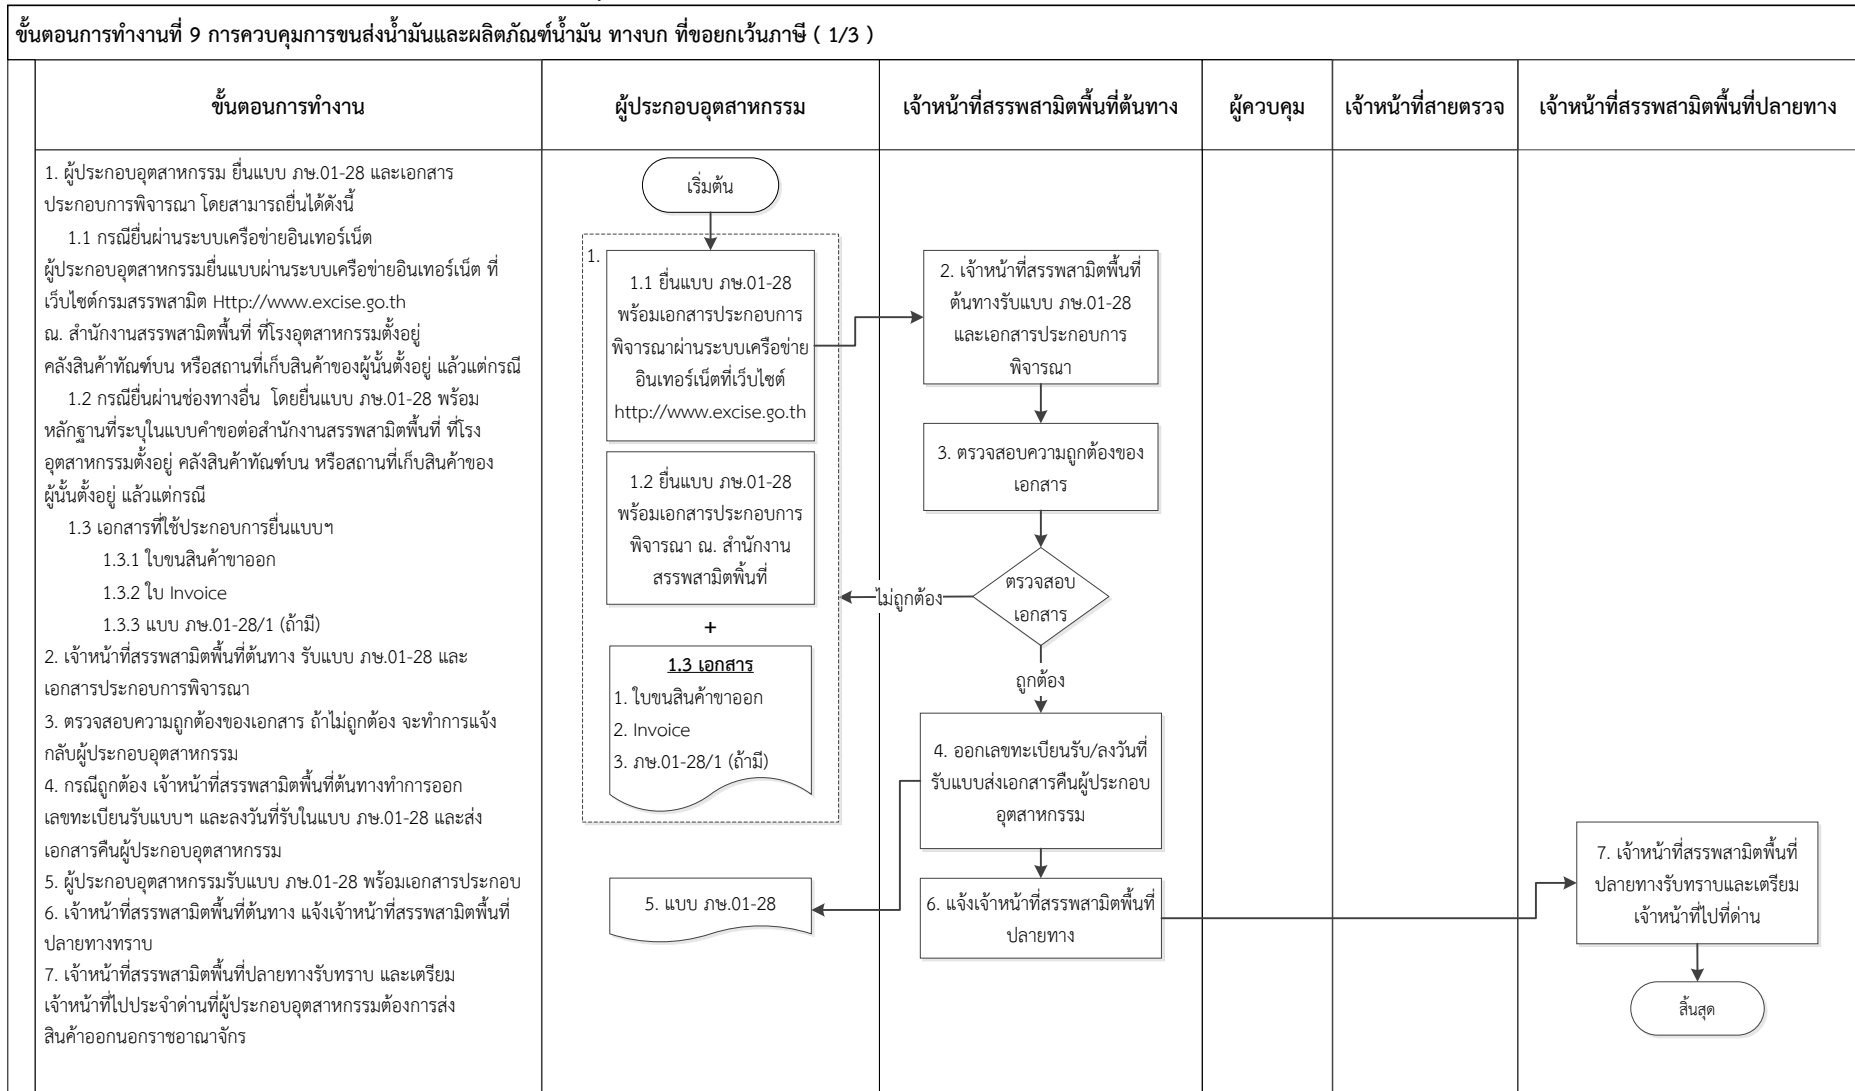 ขั้นตอนการทำงานที่ 9 การควบคุมการขนส่งน้ำมันและผลิตภัณฑ์น้ำมัน ทางบก ที่ขอยกเว้นภาษี ( 1/3 )
ขั้นตอนการทำงาน
ผู้ประกอบอุตสาหกรรม
เจ้าหน้าที่สรรพสามิตพื้นที่ต้นทาง
ผู้ควบคุม
เจ้าหน้าที่สายตรวจ
เจ้าหน้าที่สรรพสามิตพื้นที่ปลายทาง
1. ผู้ประกอบอุตสาหกรรม ยื่นแบบ ภษ.01-28 และเอกสาร
ประกอบการพิจารณา โดยสามารถยื่นได้ดังนี้
1.1 กรณียื่นผ่านระบบเครือข่ายอินเทอร์เน็ต
ผู้ประกอบอุตสาหกรรมยื่นแบบผ่านระบบเครือข่ายอินเทอร์เน็ต ที่
เว็บไซต์กรมสรรพสามิต Http://www.excise.go.th
ณ. สำนักงานสรรพสามิตพื้นที่ ที่โรงอุตสาหกรรมตั้งอยู่
คลังสินค้าทัณฑ์บน หรือสถานที่เก็บสินค้าของผู้นั้นตั้งอยู่ แล้วแต่กรณี
1.2 กรณียื่นผ่านช่องทางอื่น โดยยื่นแบบ ภษ.01-28 พร้อม
หลักฐานที่ระบุในแบบคำขอต่อสำนักงานสรรพสามิตพื้นที่ ที่โรง
อุตสาหกรรมตั้งอยู่ คลังสินค้าทัณฑ์บน หรือสถานที่เก็บสินค้าของ
ผู้นั้นตั้งอยู่ แล้วแต่กรณี
1.3 เอกสารที่ใช้ประกอบการยื่นแบบฯ
1.3.1 ใบขนสินค้าขาออก
1.3.2 ใบ Invoice
1.3.3 แบบ ภษ.01-28/1 (ถ้ามี)
2. เจ้าหน้าที่สรรพสามิตพื้นที่ต้นทาง รับแบบ ภษ.01-28 และ
เอกสารประกอบการพิจารณา
3. ตรวจสอบความถูกต้องของเอกสาร ถ้าไม่ถูกต้อง จะทำการแจ้ง
กลับผู้ประกอบอุตสาหกรรม
4. กรณีถูกต้อง เจ้าหน้าที่สรรพสามิตพื้นที่ต้นทางทำการออก
เลขทะเบียนรับแบบฯ และลงวันที่รับในแบบ ภษ.01-28 และส่ง
เอกสารคืนผู้ประกอบอุตสาหกรรม
5. ผู้ประกอบอุตสาหกรรมรับแบบ ภษ.01-28 พร้อมเอกสารประกอบ
6. เจ้าหน้าที่สรรพสามิตพื้นที่ต้นทาง แจ้งเจ้าหน้าที่สรรพสามิตพื้นที่
ปลายทางทราบ
7. เจ้าหน้าที่สรรพสามิตพื้นที่ปลายทางรับทราบ และเตรียม
เจ้าหน้าที่ไปประจำด่านที่ผู้ประกอบอุตสาหกรรมต้องการส่ง
สินค้าออกนอกราชอาณาจักร
เริ่มต้น
1.
1.1 ยื่นแบบ ภษ.01-28
พร้อมเอกสารประกอบการ
พิจารณาผ่านระบบเครือข่าย
อินเทอร์เน็ตที่เว็บไซต์
http://www.excise.go.th
1.2 ยื่นแบบ ภษ.01-28
พร้อมเอกสารประกอบการ
พิจารณา ณ. สำนักงาน
สรรพสามิตพื้นที่
+
1.3 เอกสาร
1. ใบขนสินค้าขาออก
2. Invoice
3. ภษ.01-28/1 (ถ้ามี)
5. แบบ ภษ.01-28
2. เจ้าหน้าที่สรรพสามิตพื้นที่
ต้นทางรับแบบ ภษ.01-28
และเอกสารประกอบการ
พิจารณา
3. ตรวจสอบความถูกต้องของ
เอกสาร
ตรวจสอบ
เอกสาร
ไม่ถูกต้อง
ถูกต้อง
4. ออกเลขทะเบียนรับ/ลงวันที่
รับแบบส่งเอกสารคืนผู้ประกอบ
อุตสาหกรรม
6. แจ้งเจ้าหน้าที่สรรพสามิตพื้นที่
ปลายทาง
7. เจ้าหน้าที่สรรพสามิตพื้นที่
ปลายทางรับทราบและเตรียม
เจ้าหน้าที่ไปที่ด่าน
สิ้นสุด